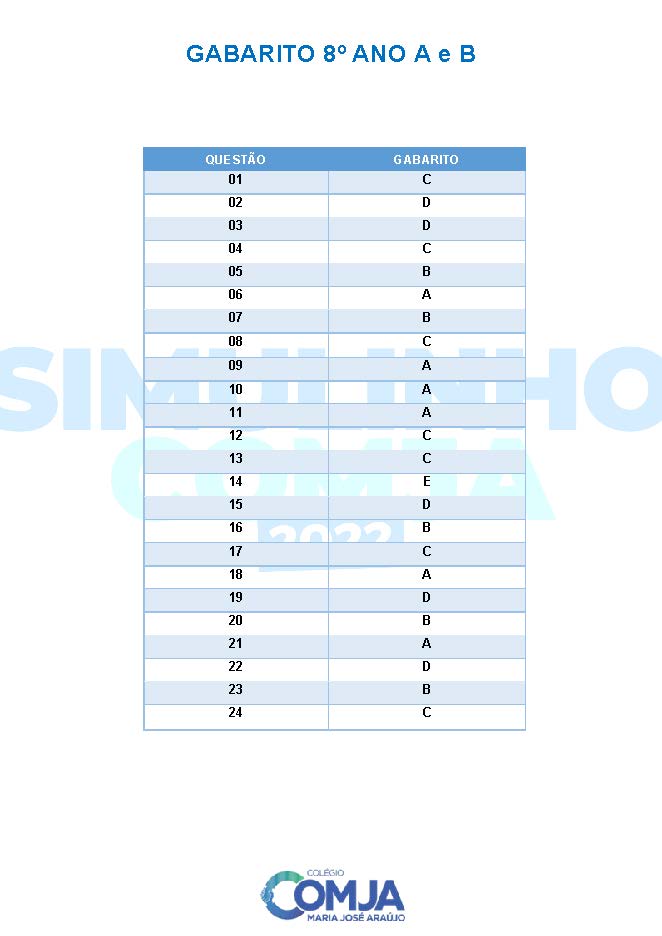 GABARITO 8º ANO A e B
QUESTÃO GABARITO
01 C
02 D
03 D
04 C
05 B
06 A
07 B
08 C
09 A
10 A
11 A
12 C
13 C
14 E
15 D
16 B
17 C
18 A
19 D
20 B
21 A
22 D
23 B
24 C
SIMULINHO
COMJA
2022
COLÉGIO
COMJA
MARIA JOSÉ ARAÚJO